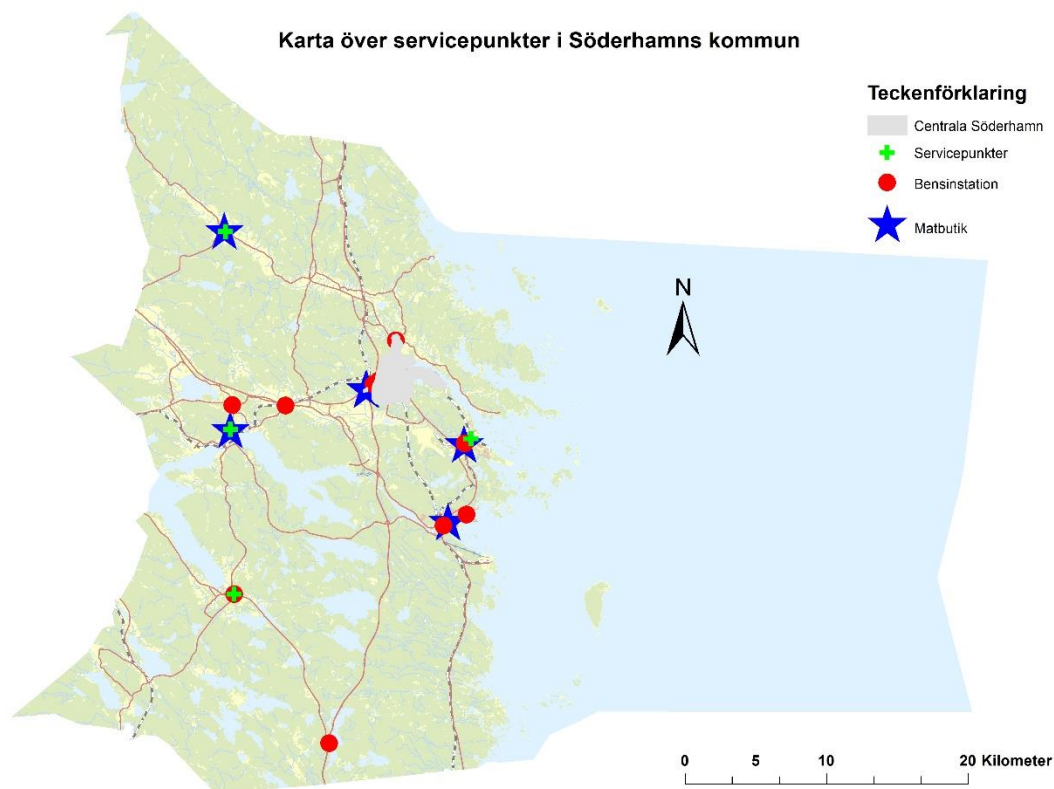 Karta över servicepunkter i Söderhamns kommun
Teckenförklaring
Centrala Söderhamn
Servicepunkter
Bensinstation
Matbutik
N
0 5 10 20 Kilometer